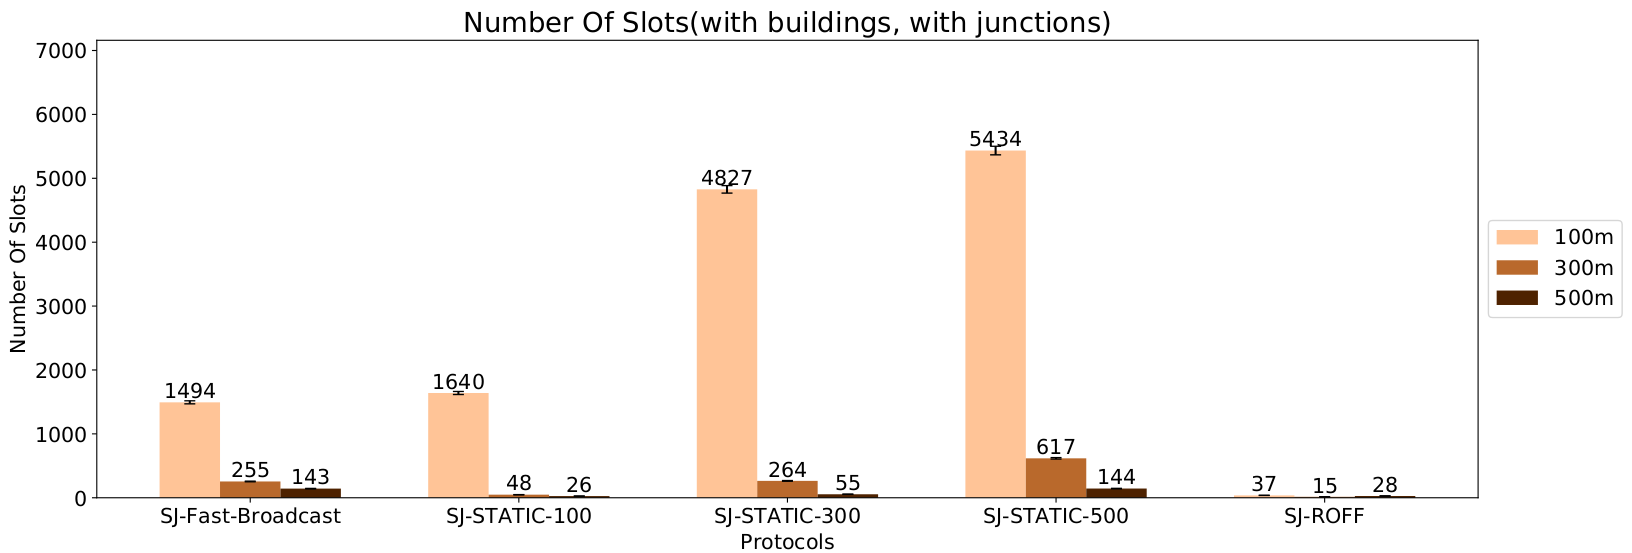 Number Of Slots(with buildings, with junctions)
Number Of Slots
7000
6000
5000
4000
3000
2000
1000
0
1494
255
143
1640
48
26
4827
264
55
5434
617
144
37
15
28
SJ-Fast-Broadcast
SJ-STATIC-100
SJ-STATIC-300
SJ-STATIC-500
SJ-ROFF
Protocols
100m
300m
500m